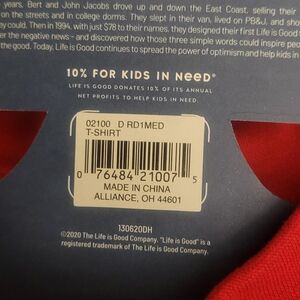 years, Bert and John Jacobs drove up and down the East Coast, selling their
on the streets and in college dorms. They slept in their van, lived on PB&J, and sho
ey could. Then in 1994, with just $78 to their names, they designed their first Life is Good
er the negative news - and discovered how those three simple words could inspire peo
the good. Today, Life is Good continues to spread the power of optimism and help kids in
10% FOR KIDS IN NeeD®
LIFE IS GOOD DONATES 10% OF ITS ANNUAL
NET PROFITS TO HELP KIDS IN NEED.
02100 D RD1MED
T-SHIRT
0 76484 21007 5
MADE IN CHINA
ALLIANCE, OH 44601
130620DH
©2020 The Life is Good Company. "Life is Good" is a
registered trademark of The Life is Good Company.